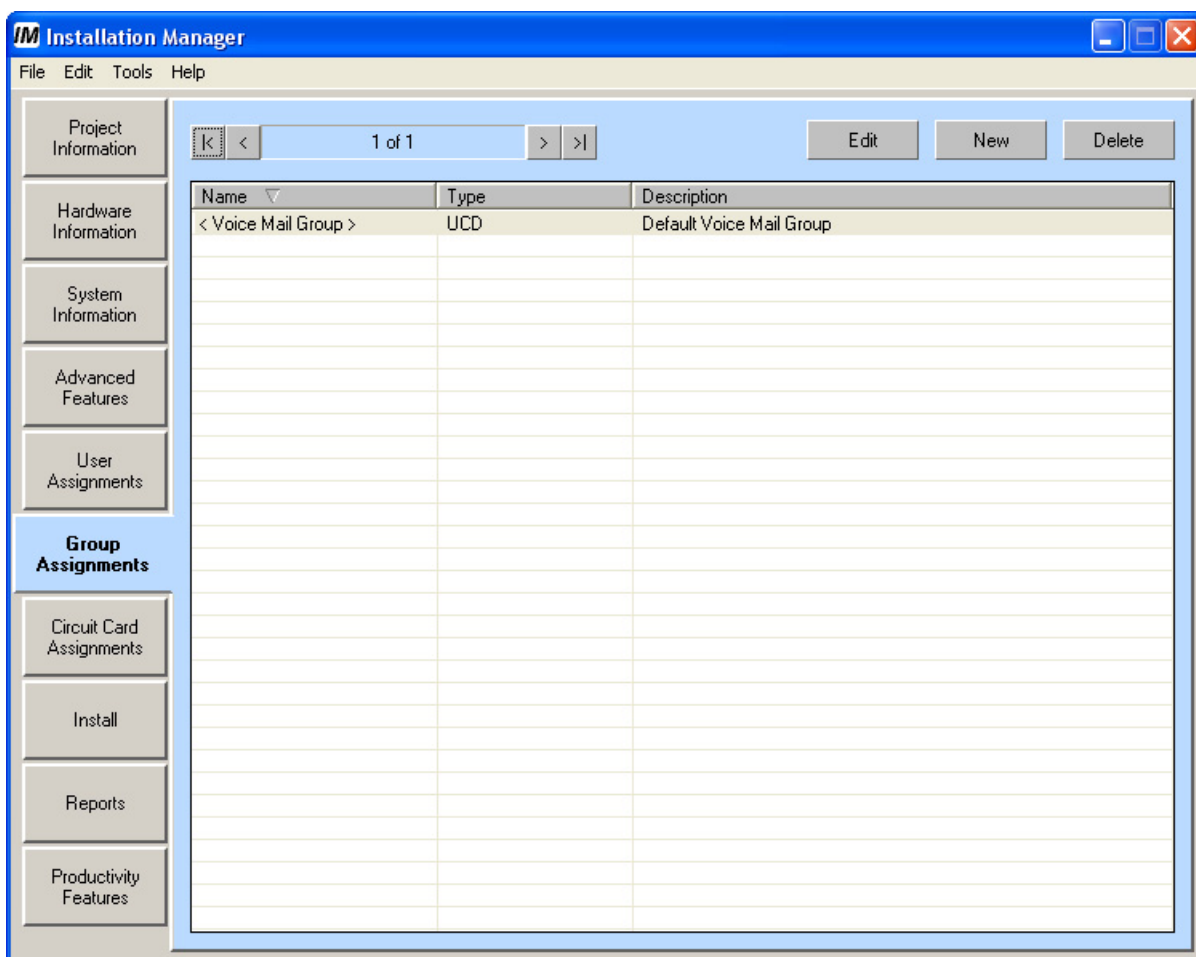 IM Installation Manager
File Edit Tools Help
Project
Information
Hardware
Information
System
Information
Advanced
Features
User
Assignments
Group
Assignments
Circuit Card
Assignments
Install
Reports
Productivity
Features
|< < 1 of 1 > >| Edit New Delete
Name Type Description
< Voice Mail Group > UCD Default Voice Mail Group